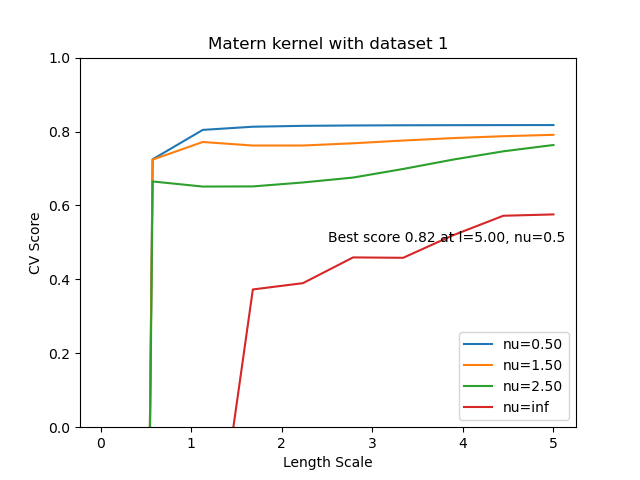 Matern kernel with dataset 1
CV Score
1.0
0.8
0.6
0.4
0.2
0.0
Best score 0.82 at l=5.00, nu=0.5
nu=0.50
nu=1.50
nu=2.50
nu=inf
0 1 2 3 4 5
Length Scale